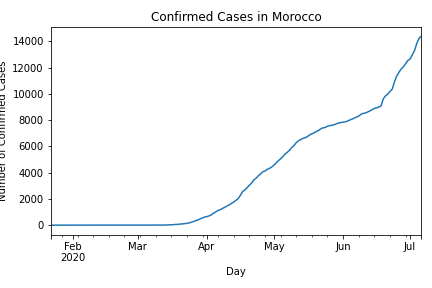 Confirmed Cases in Morocco
Number of Confirmed Cases
14000
12000
10000
8000
6000
4000
2000
0
Feb
2020
Mar
Apr
May
Jun
Jul
Day